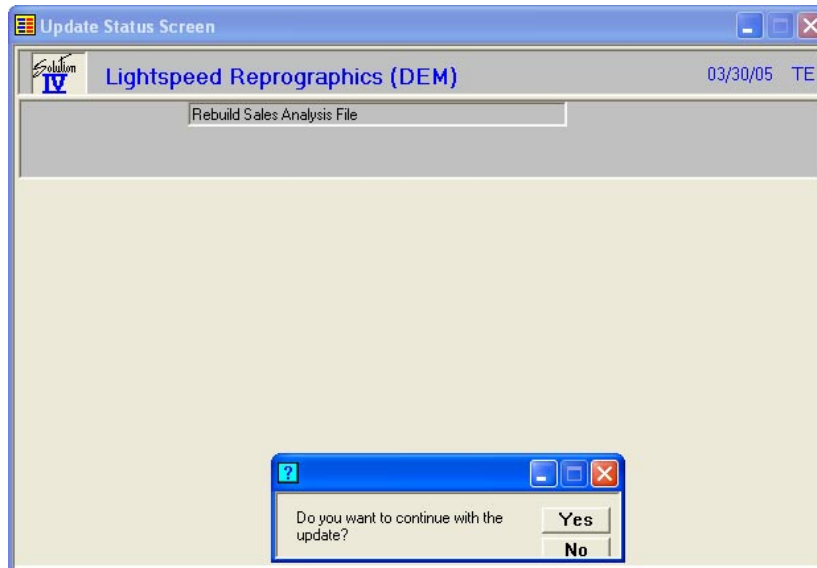 Update Status Screen
Solution
IV
Lightspeed Reprographics (DEM)
03/30/05 TE
Rebuild Sales Analysis File
?
Do you want to continue with the
update?
Yes
No